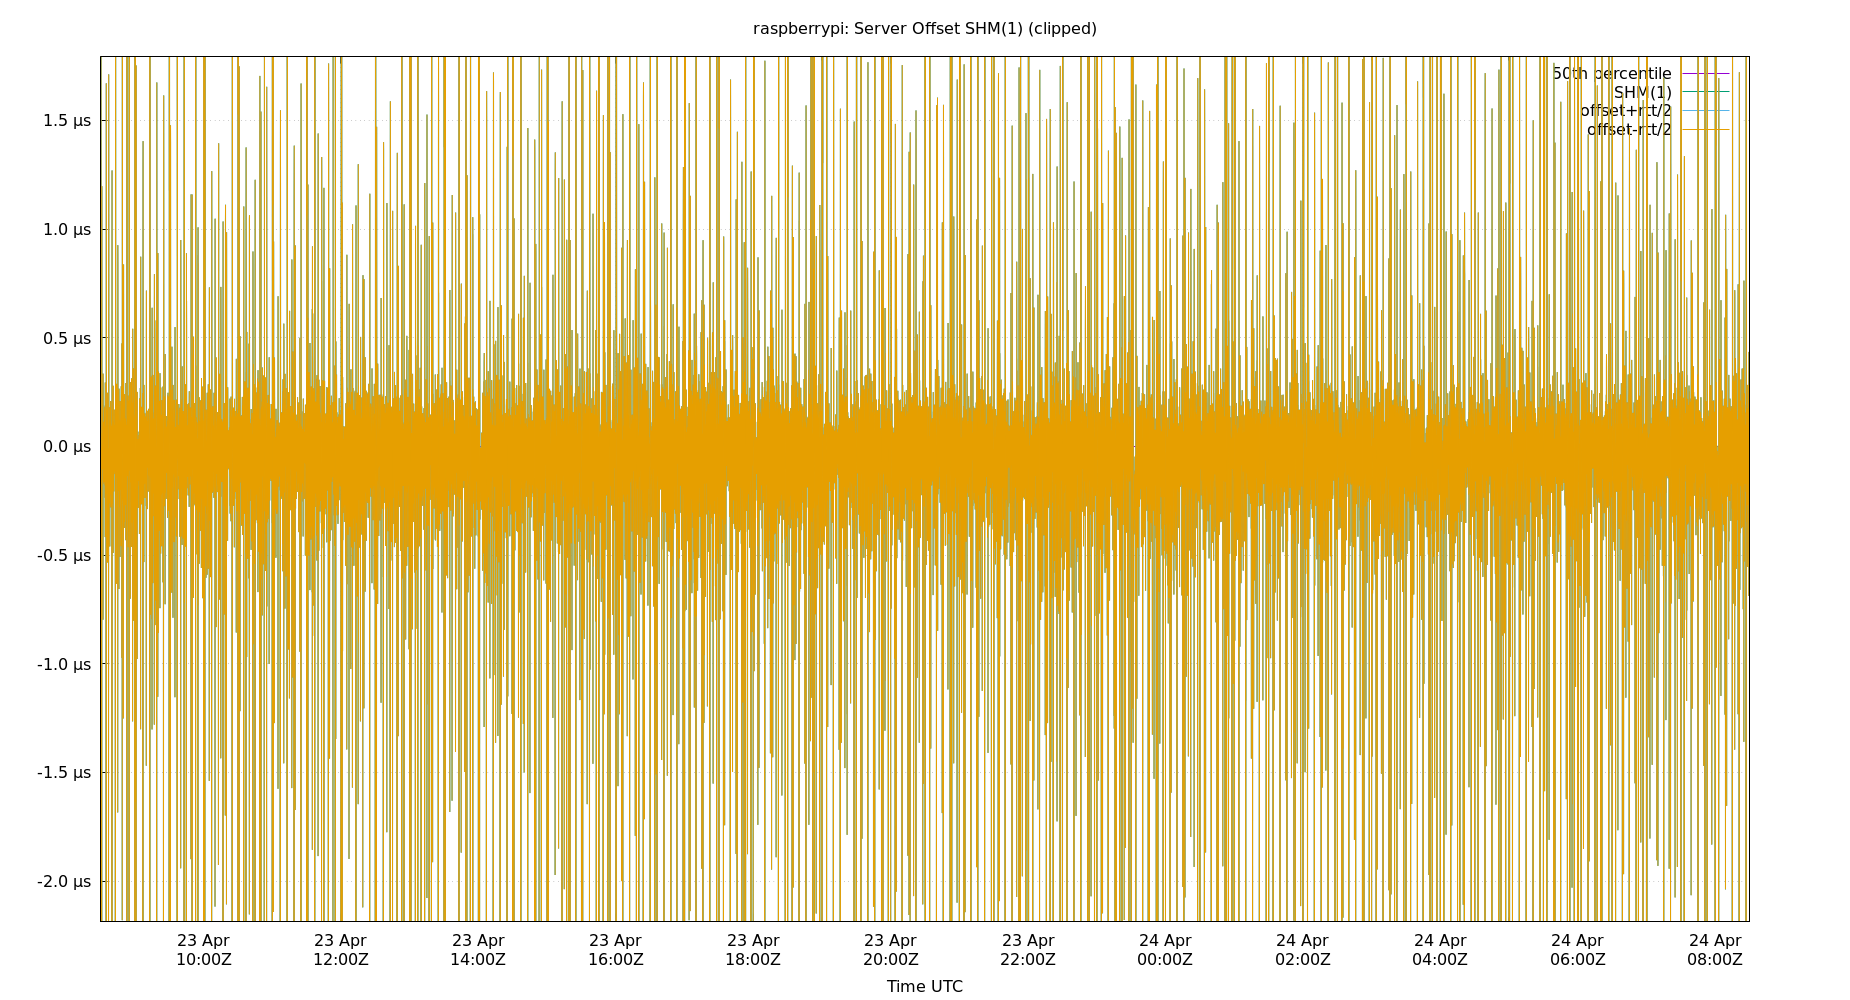 raspberrypi: Server Offset SHM(1) (clipped)
50th percentile
SHM(1)
offset+rtt/2
offset-rtt/2
1.5 µs
1.0 µs
0.5 µs
0.0 µs
-0.5 µs
-1.0 µs
-1.5 µs
-2.0 µs
23 Apr 23 Apr 23 Apr 23 Apr 23 Apr 23 Apr 23 Apr 24 Apr 24 Apr 24 Apr 24 Apr 24 Apr
10:00Z 12:00Z 14:00Z 16:00Z 18:00Z 20:00Z 22:00Z 00:00Z 02:00Z 04:00Z 06:00Z 08:00Z
Time UTC